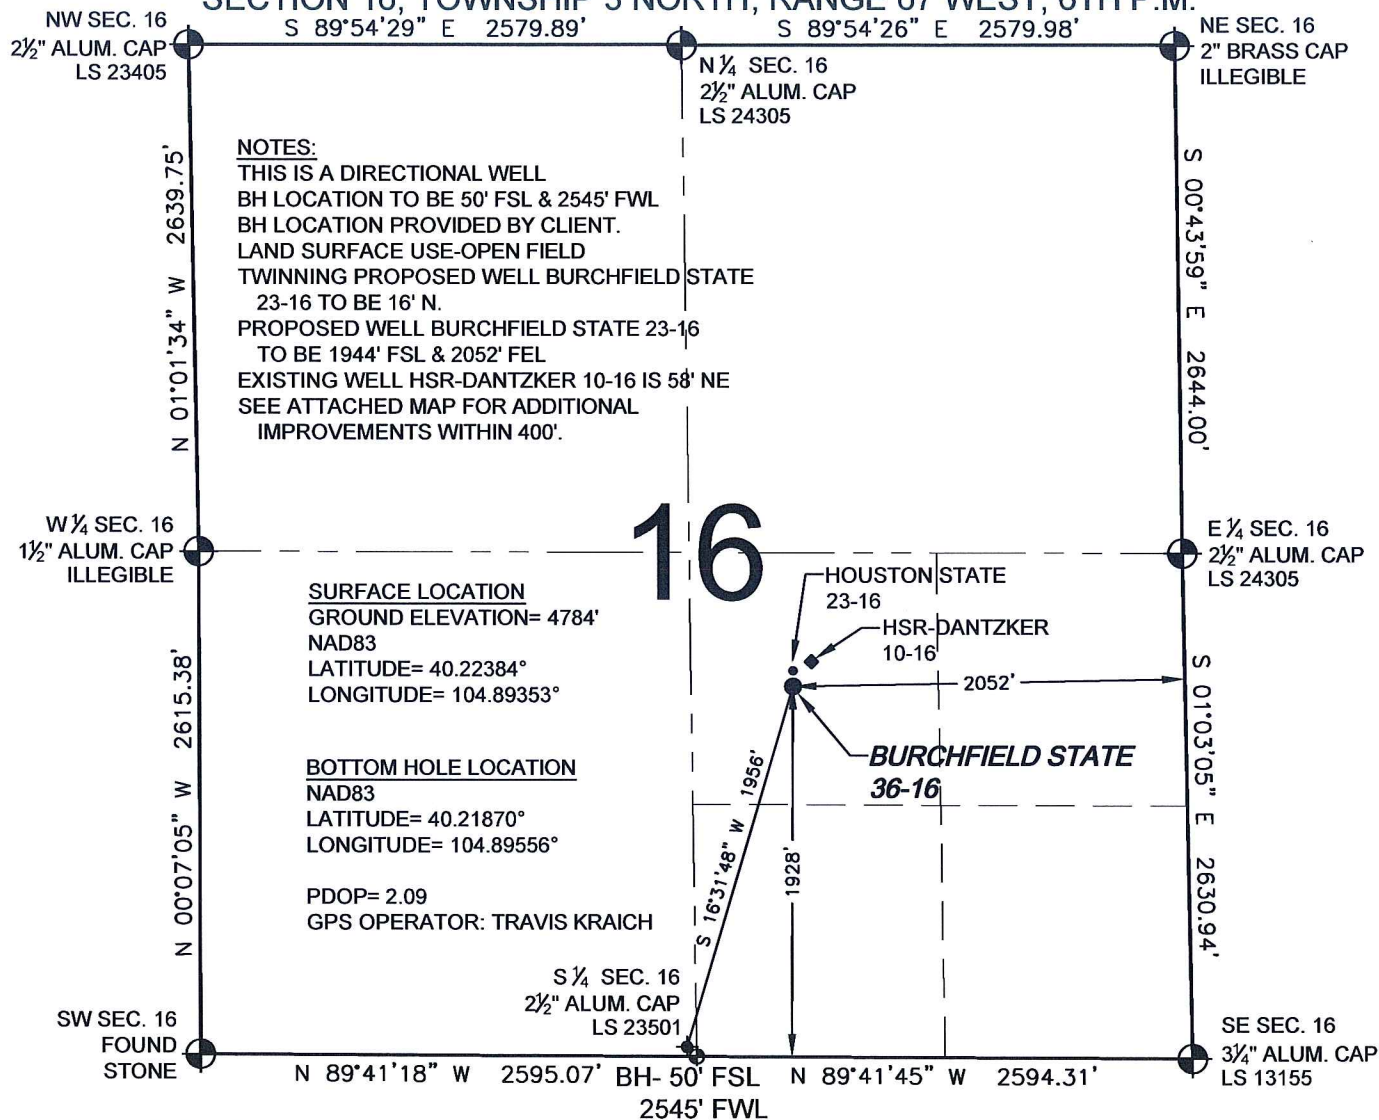 SECTION 16, TOWNSHIP 3 NORTH, RANGE 67 WEST, 6TH P.M.
NW SEC. 16
2½" ALUM. CAP
LS 23405
S 89°54'29" E 2579.89'
S 89°54'26" E 2579.98'
NE SEC. 16
2" BRASS CAP
ILLEGIBLE
N ¼ SEC. 16
2½" ALUM. CAP
LS 24305
N 01°01'34" W 2639.75'
NOTES:
THIS IS A DIRECTIONAL WELL
BH LOCATION TO BE 50' FSL & 2545' FWL
BH LOCATION PROVIDED BY CLIENT.
LAND SURFACE USE-OPEN FIELD
TWINNING PROPOSED WELL BURCHFIELD STATE
23-16 TO BE 16' N.
PROPOSED WELL BURCHFIELD STATE 23-16
TO BE 1944' FSL & 2052' FEL
EXISTING WELL HSR-DANTZKER 10-16 IS 58' NE
SEE ATTACHED MAP FOR ADDITIONAL
IMPROVEMENTS WITHIN 400'.
S 00°43'59" E 2644.00'
16
W ¼ SEC. 16
1½" ALUM. CAP
ILLEGIBLE
E ¼ SEC. 16
2½" ALUM. CAP
LS 24305
SURFACE LOCATION
GROUND ELEVATION= 4784'
NAD83
LATITUDE= 40.22384°
LONGITUDE= 104.89353°
HOUSTON STATE
23-16
HSR-DANTZKER
10-16
2052'
BURCHFIELD STATE
36-16
N 00°07'05" W 2615.38'
BOTTOM HOLE LOCATION
NAD83
LATITUDE= 40.21870°
LONGITUDE= 104.89556°
PDOP= 2.09
GPS OPERATOR: TRAVIS KRAICH
S 16°31'48" W 1956'
1928'
S 01°03'05" E 2630.94'
S ¼ SEC. 16
2½" ALUM. CAP
LS 23501
SW SEC. 16
FOUND
STONE
SE SEC. 16
3¼" ALUM. CAP
LS 13155
N 89°41'18" W 2595.07'
BH- 50' FSL
2545' FWL
N 89°41'45" W 2594.31'